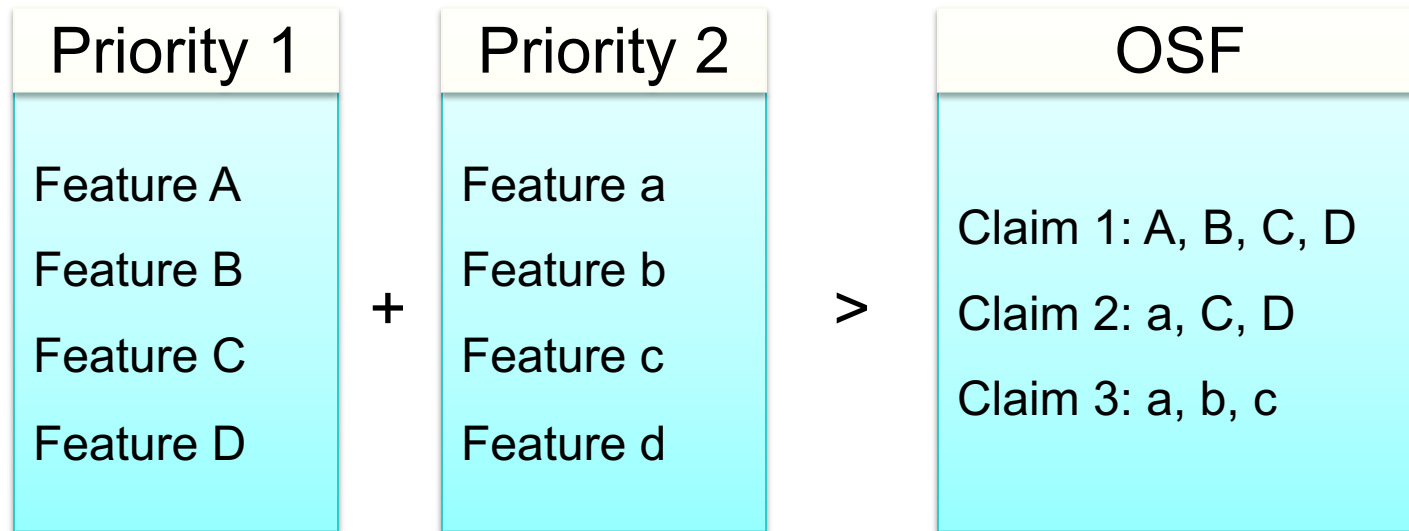 Priority 1
Feature A
Feature B
Feature C
Feature D
+
Priority 2
Feature a
Feature b
Feature c
Feature d
>
OSF
Claim 1: A, B, C, D
Claim 2: a, C, D
Claim 3: a, b, c